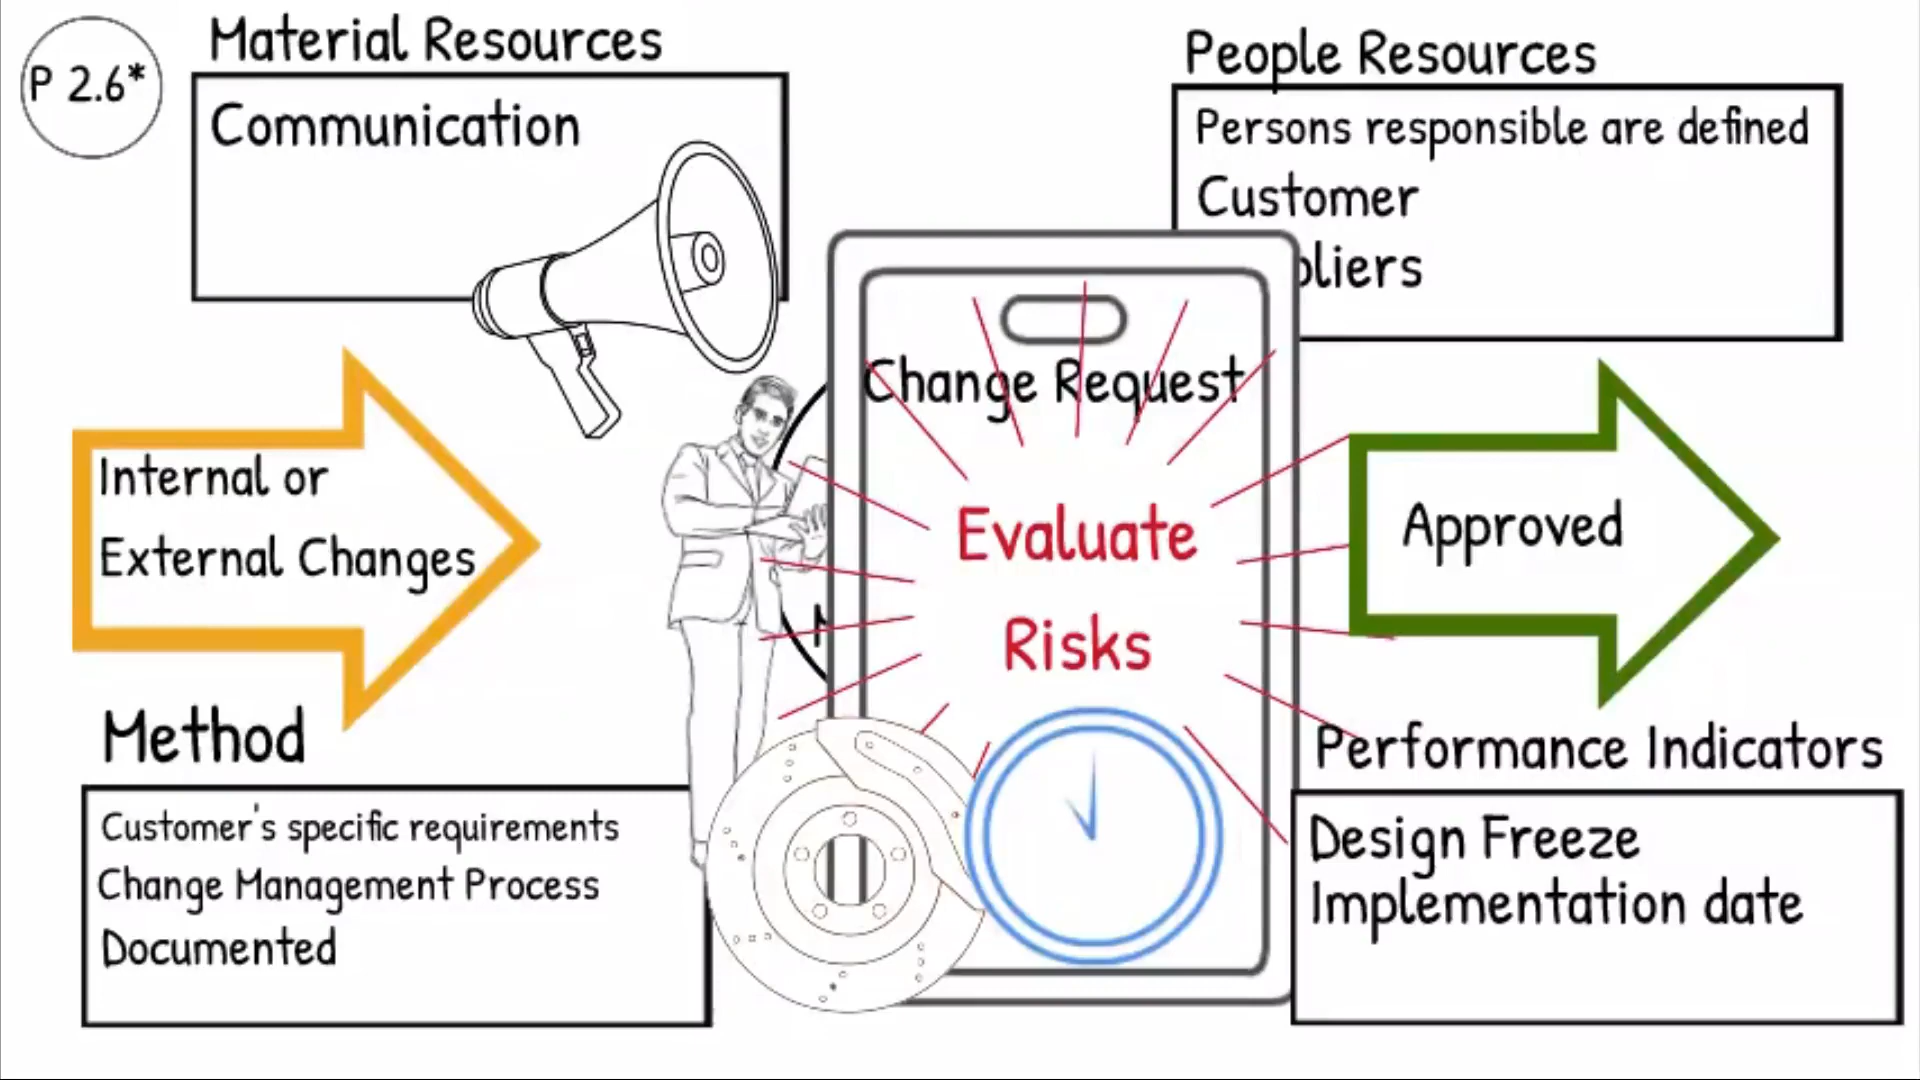 P 2.6*
Material Resources
Communication
People Resources
Persons responsible are defined
Customer
Internal or
External Changes
Change Request
Evaluate
Risks
Approved
Method
Customer's specific requirements
Change Management Process
Documented
Performance Indicators
Design Freeze
Implementation date